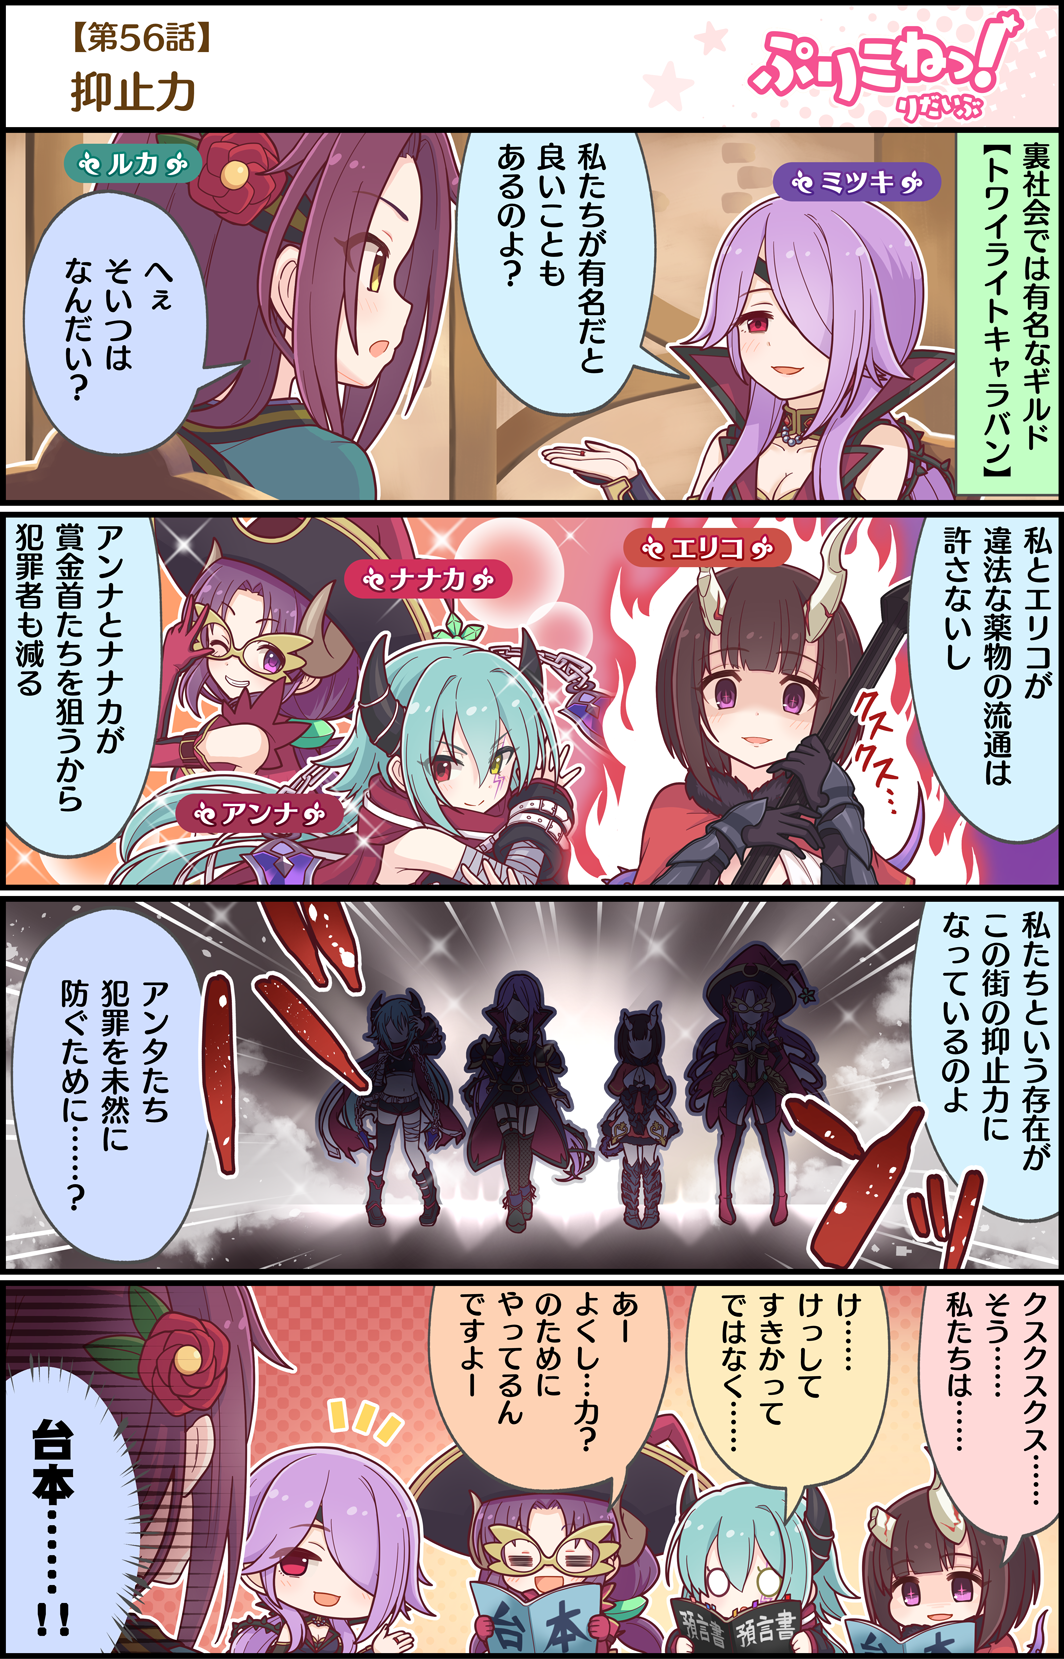 【第56話】
抑止力
ぷりこねっ!
りだいぶ
裏社会では有名なギルド
【トワイライトキャラバン】
ミツキ
私たちが有名だと
良いことも
あるのよ?
ルカ
へぇ
そいつは
なんだい?
私とエリコが
違法な薬物の流通は
許さないし
エリコ
クスクス…
ナナカ
アンナ
アンナとナナカが
賞金首たちを狙うから
犯罪者も減る
私たちという存在が
この街の抑止力に
なっているのよ
バーン
アンタたち
犯罪を未然に
防ぐために……?
クスクスクスクス……
そう……
私たちは……
け……
けっして
すきかって
ではなく……
あー
よくし…力?
のために
やってるん
ですよー
台本
預言書
預言書
台本
台本……!!